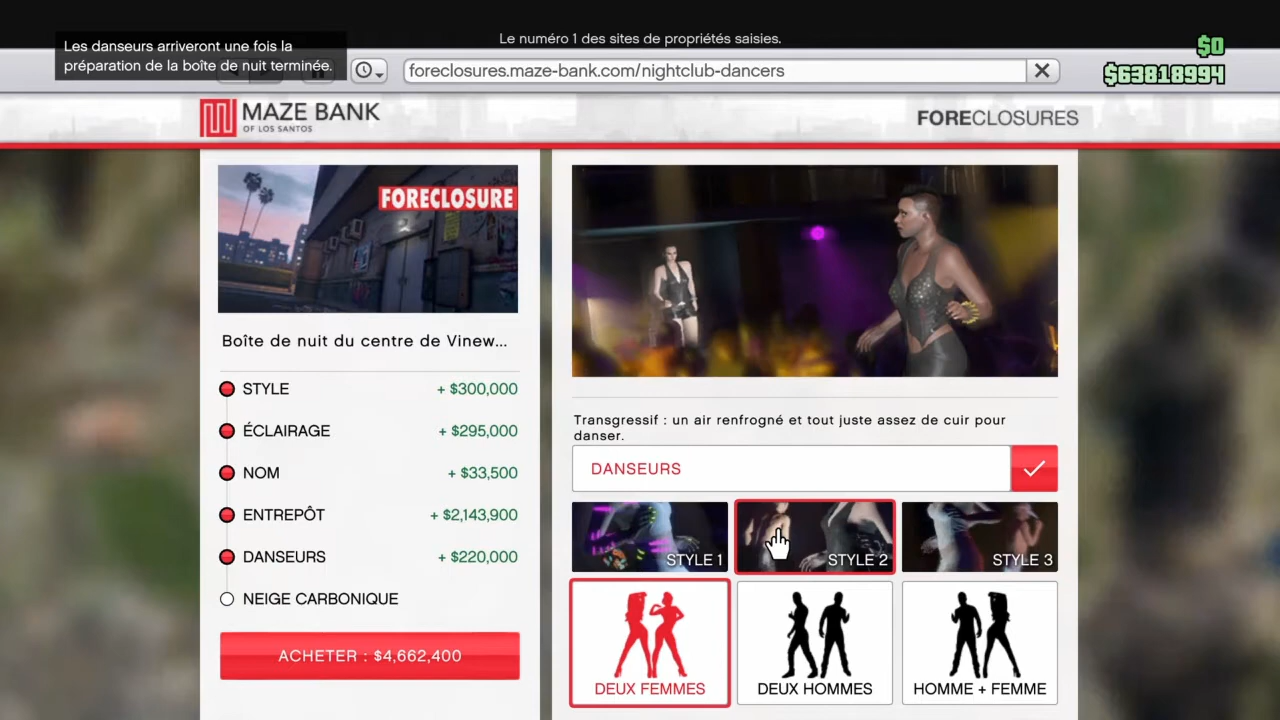 Les danseurs arriveront une fois la
préparation de la boîte de nuit terminée.
Le numéro 1 des sites de propriétés saisies.
$0
$63818994
foreclosures.maze-bank.com/nightclub-dancers
MAZE BANK
OF LOS SANTOS
FORECLOSURES
FORECLOSURE
Boîte de nuit du centre de Vinew...
STYLE + $300,000
ÉCLAIRAGE + $295,000
NOM + $33,500
ENTREPÔT + $2,143,900
DANSEURS + $220,000
NEIGE CARBONIQUE
ACHETER : $4,662,400
Transgressif : un air renfrogné et tout juste assez de cuir pour
danser.
DANSEURS
STYLE 1
STYLE 2
STYLE 3
DEUX FEMMES
DEUX HOMMES
HOMME + FEMME